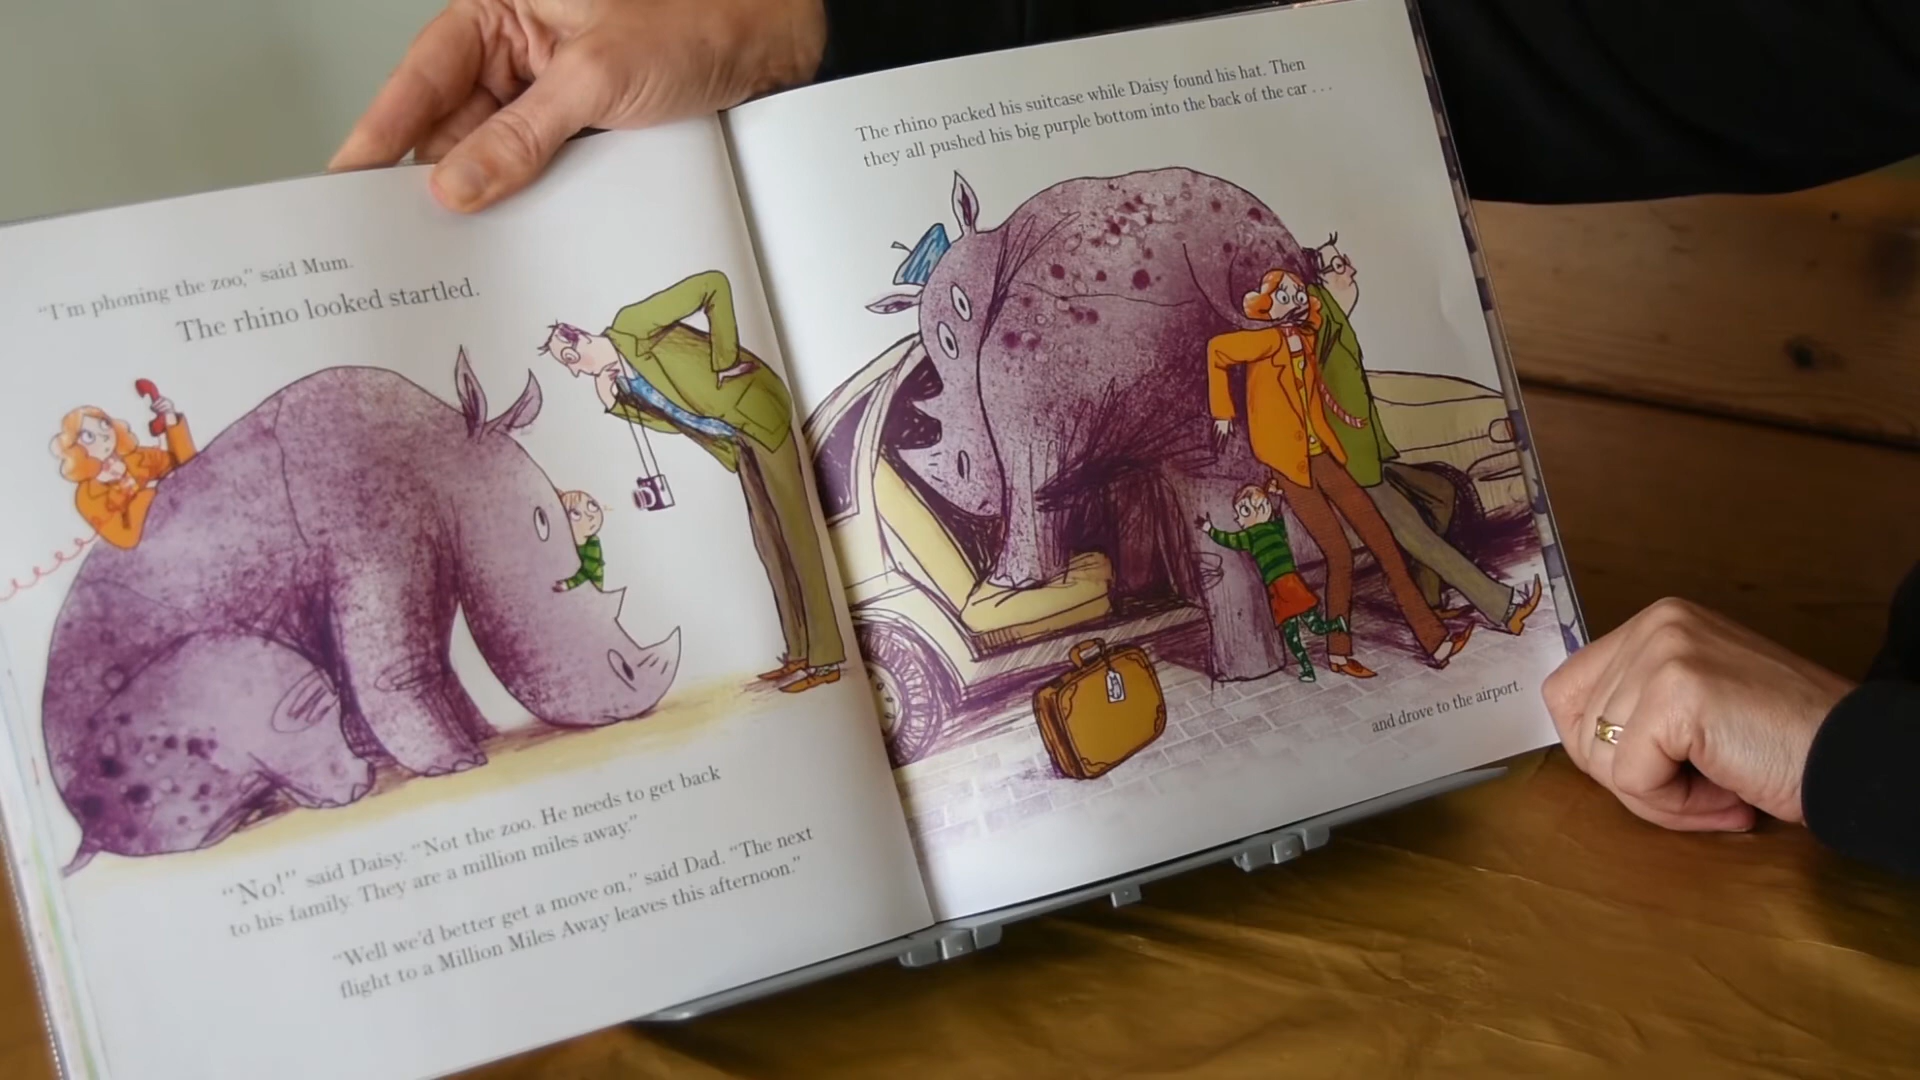 “I’m phoning the zoo,” said Mum.
The rhino looked startled.
“No!” said Daisy. “Not the zoo. He needs to get back
to his family. They are a million miles away.”
“Well we’d better get a move on,” said Dad. “The next
flight to a Million Miles Away leaves this afternoon.”
The rhino packed his suitcase while Daisy found his hat. Then
they all pushed his big purple bottom into the back of the car . . .
and drove to the airport.